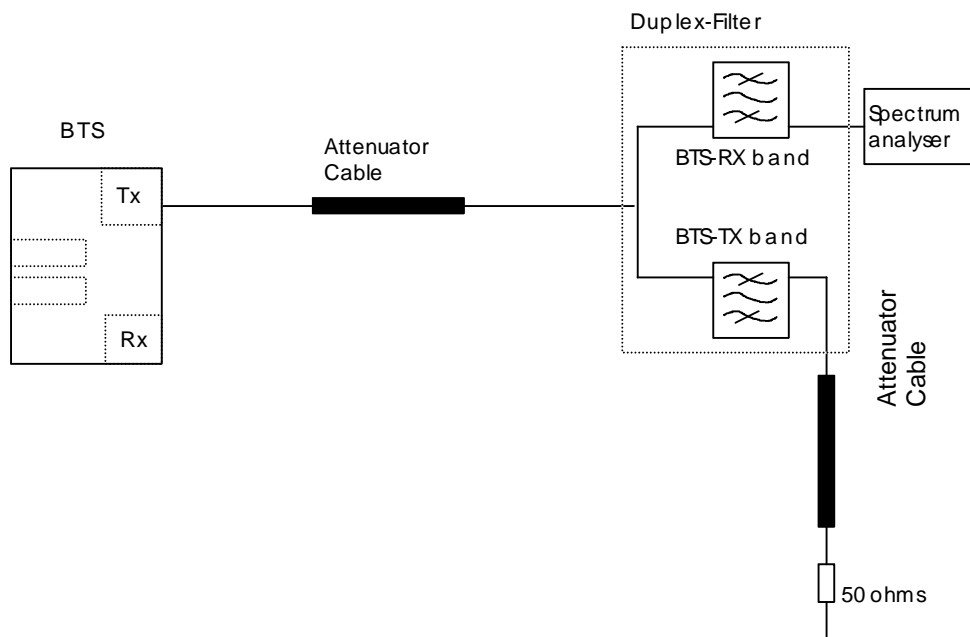 Duplex-Filter
BTS
Attenuator
Cable
Tx
Rx
BTS-RX band
Spectrum
analyser
BTS-TX band
Attenuator
Cable
50 ohms